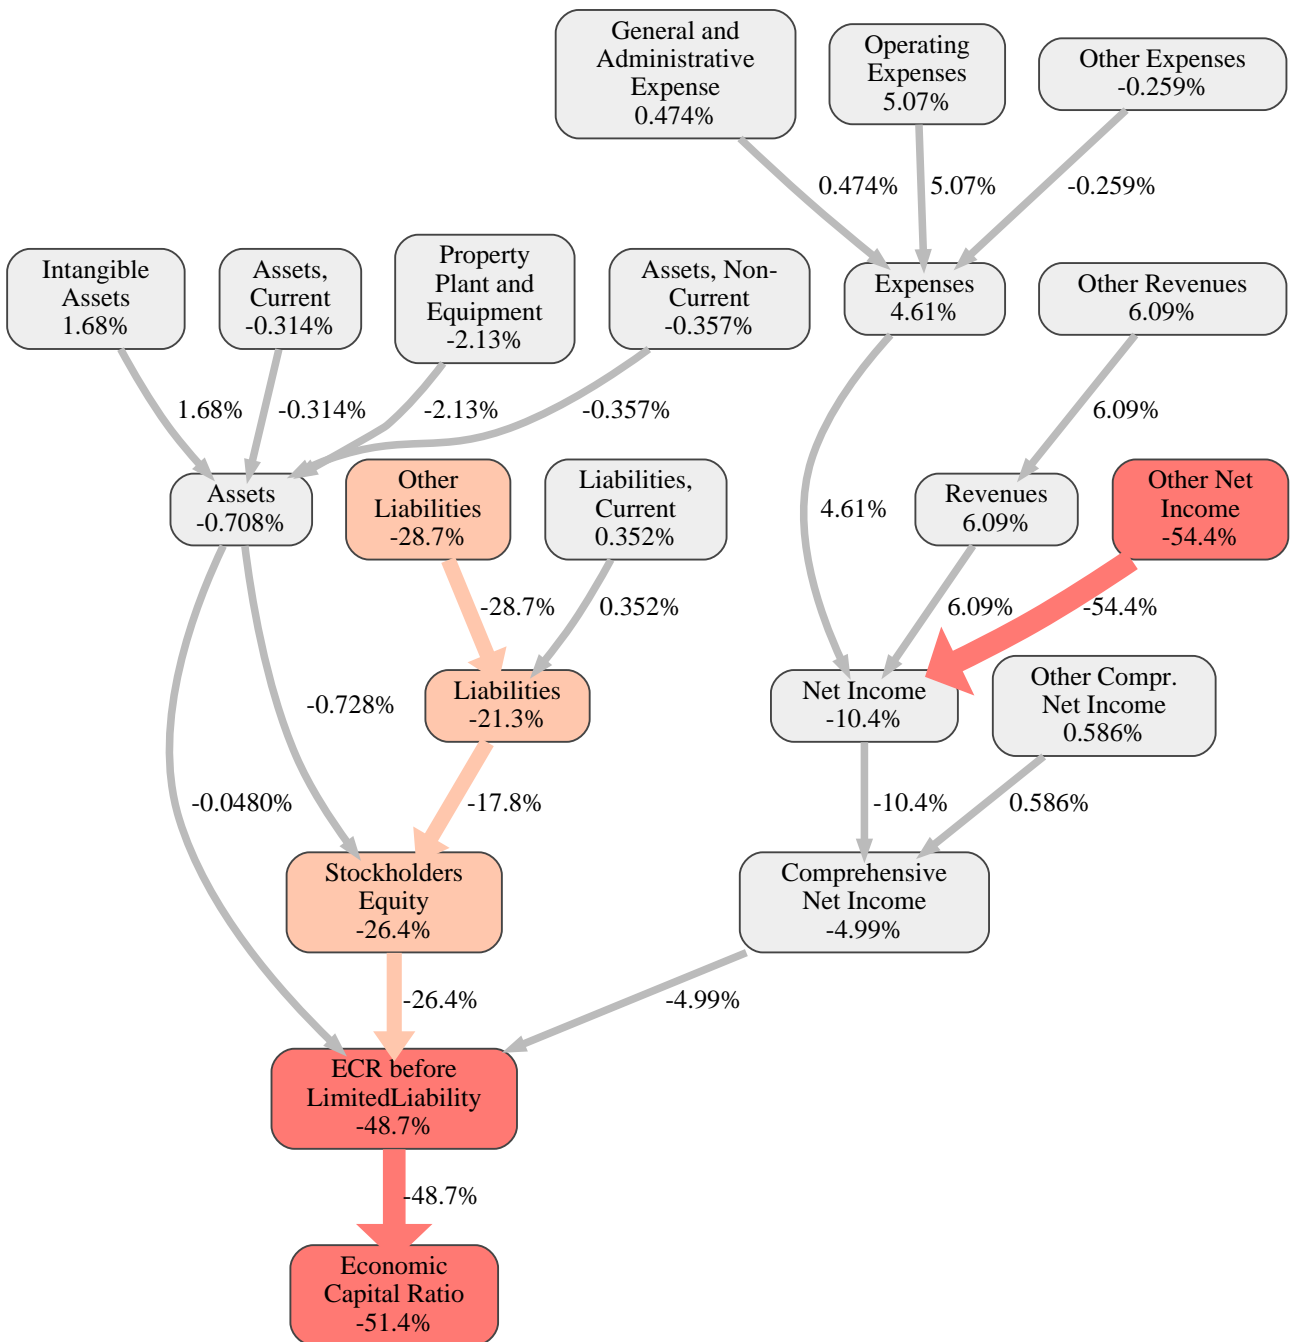 General and
Administrative
Expense
0.474%
Operating
Expenses
5.07%
Other Expenses
-0.259%
0.474%
5.07%
-0.259%
Intangible
Assets
1.68%
Assets,
Current
-0.314%
Property
Plant and
Equipment
-2.13%
Assets, Non-
Current
-0.357%
Expenses
4.61%
Other Revenues
6.09%
1.68%
-0.314%
-2.13%
-0.357%
6.09%
Assets
-0.708%
Other
Liabilities
-28.7%
Liabilities,
Current
0.352%
4.61%
Revenues
6.09%
Other Net
Income
-54.4%
-28.7%
0.352%
6.09%
-54.4%
-0.728%
Liabilities
-21.3%
Net Income
-10.4%
Other Compr.
Net Income
0.586%
-0.0480%
-17.8%
-10.4%
0.586%
Stockholders
Equity
-26.4%
Comprehensive
Net Income
-4.99%
-26.4%
-4.99%
ECR before
LimitedLiability
-48.7%
-48.7%
Economic
Capital Ratio
-51.4%